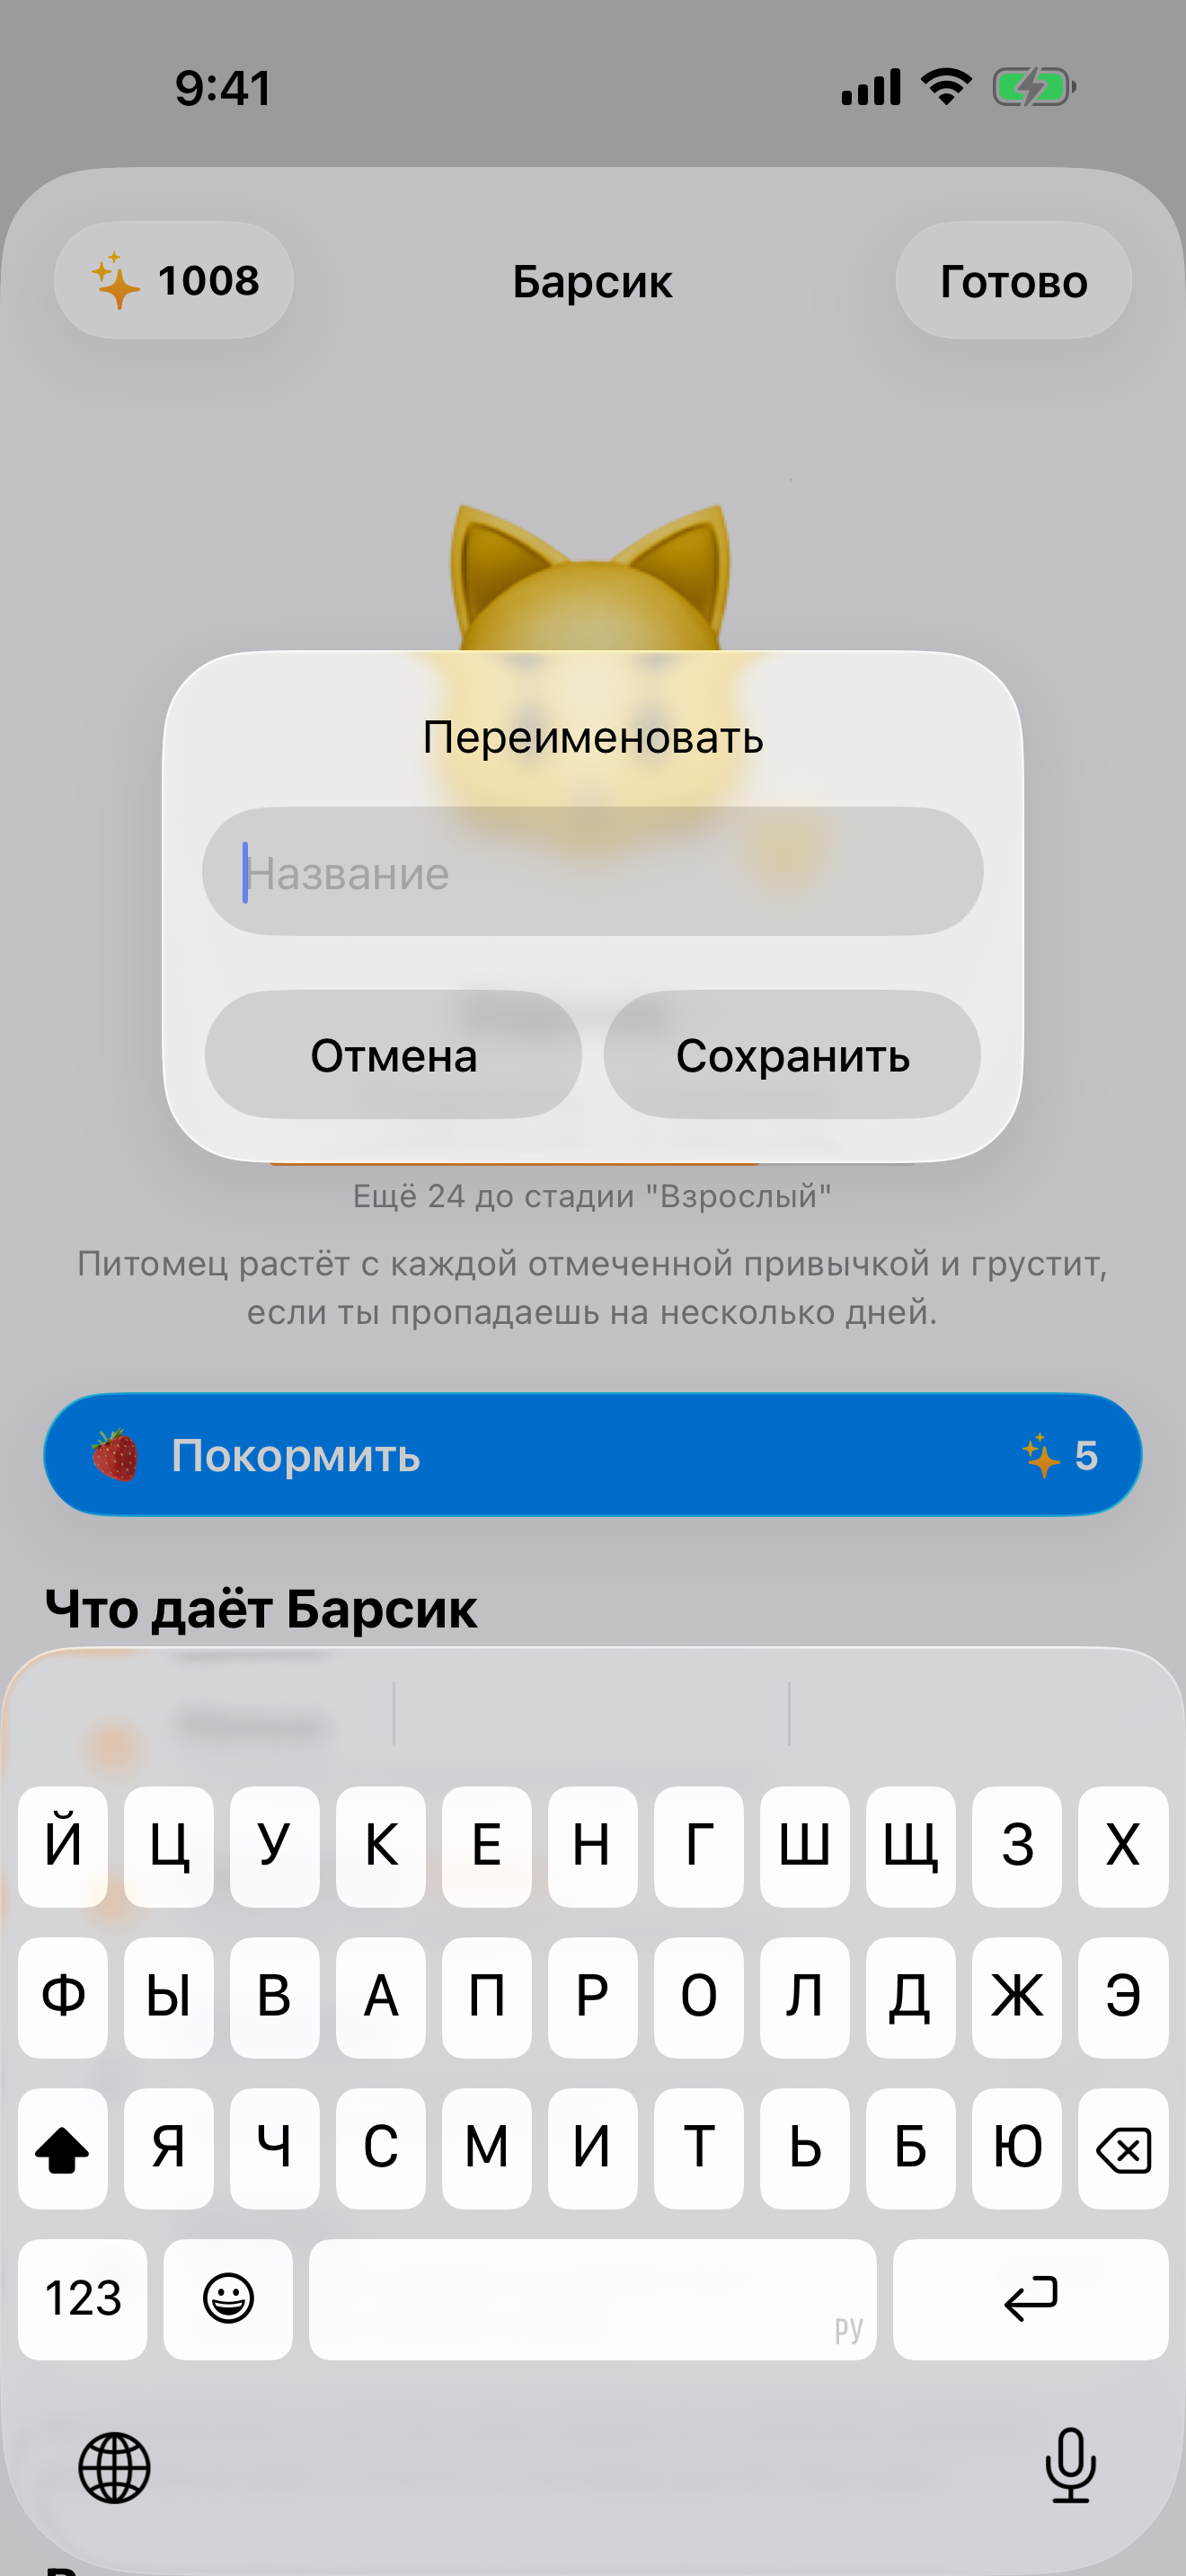 9:41
1008
Барсик
Готово
Переименовать
Название
Отмена
Сохранить
Ещё 24 до стадии "Взрослый"
Питомец растёт с каждой отмеченной привычкой и грустит,
если ты пропадаешь на несколько дней.
Покормить
5
Что даёт Барсик
Й Ц У К Е Н Г Ш Щ З Х
Ф Ы В А П Р О Л Д Ж Э
Я Ч С М И Т Ь Б Ю
123
РУ